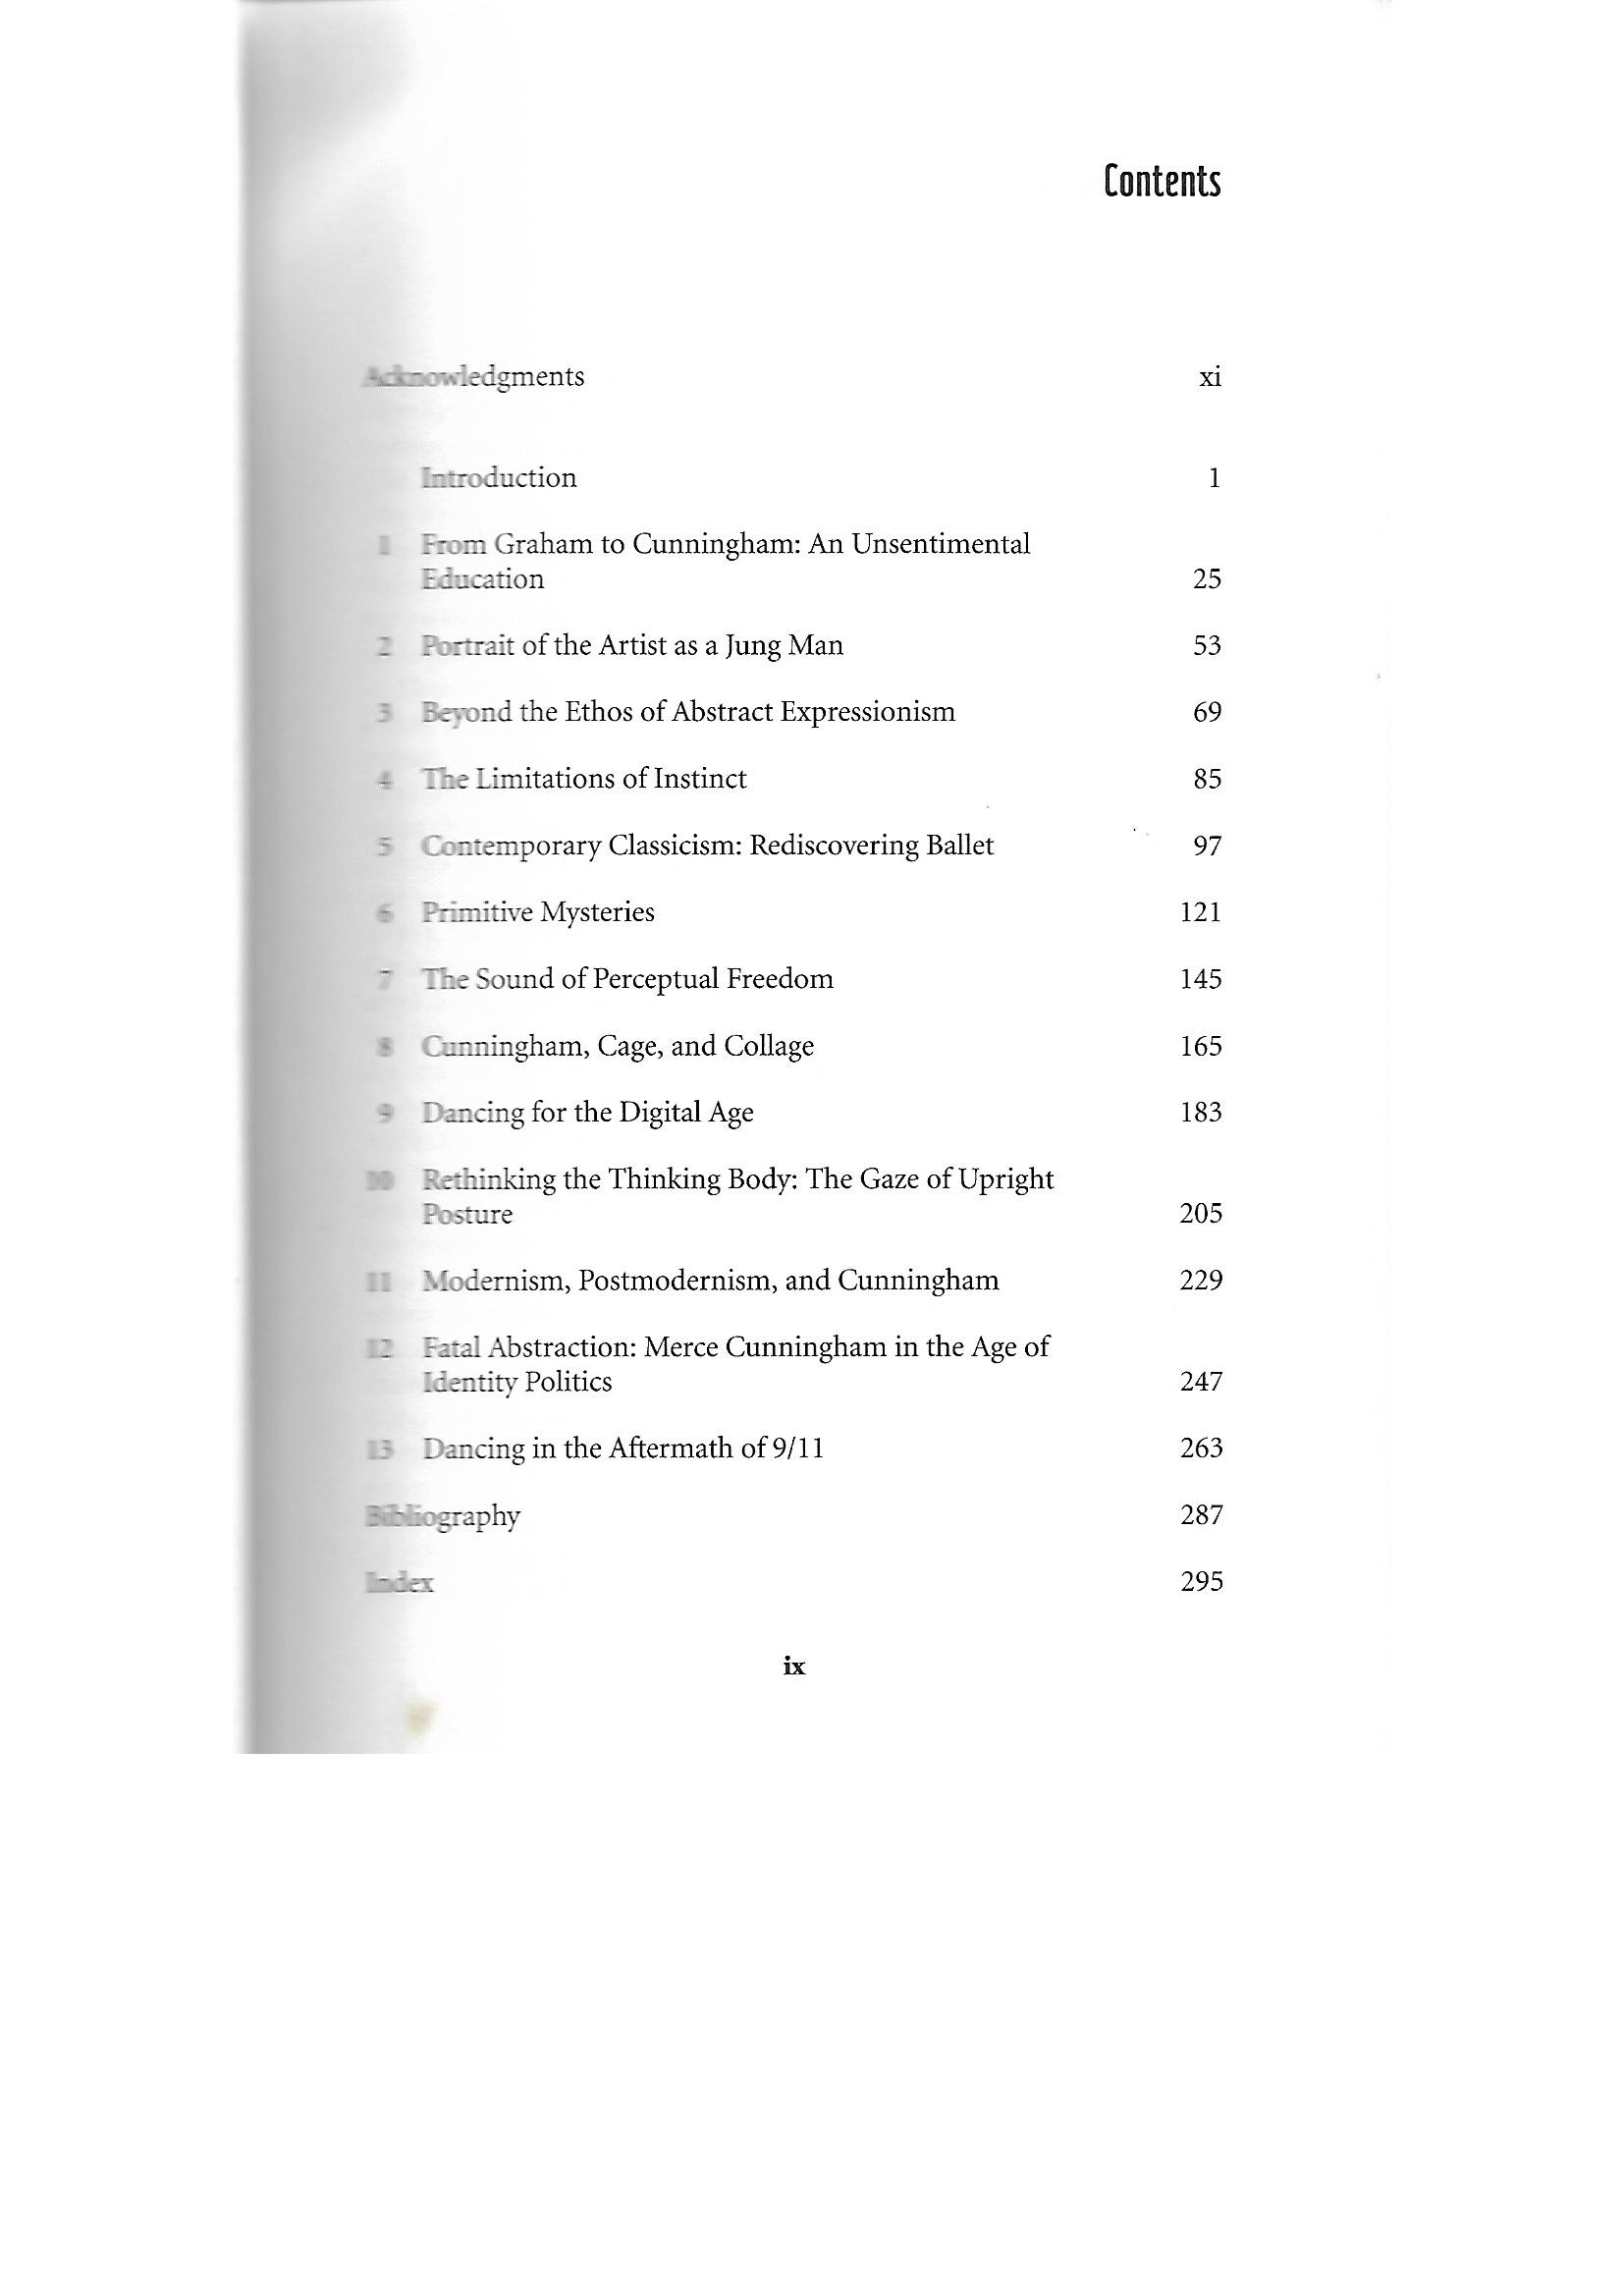 Contents
Acknowledgments xi
Introduction 1
1 From Graham to Cunningham: An Unsentimental
Education 25
2 Portrait of the Artist as a Jung Man 53
3 Beyond the Ethos of Abstract Expressionism 69
4 The Limitations of Instinct 85
5 Contemporary Classicism: Rediscovering Ballet 97
6 Primitive Mysteries 121
7 The Sound of Perceptual Freedom 145
8 Cunningham, Cage, and Collage 165
9 Dancing for the Digital Age 183
10 Rethinking the Thinking Body: The Gaze of Upright
Posture 205
11 Modernism, Postmodernism, and Cunningham 229
12 Fatal Abstraction: Merce Cunningham in the Age of
Identity Politics 247
13 Dancing in the Aftermath of 9/11 263
Bibliography 287
Index 295
ix